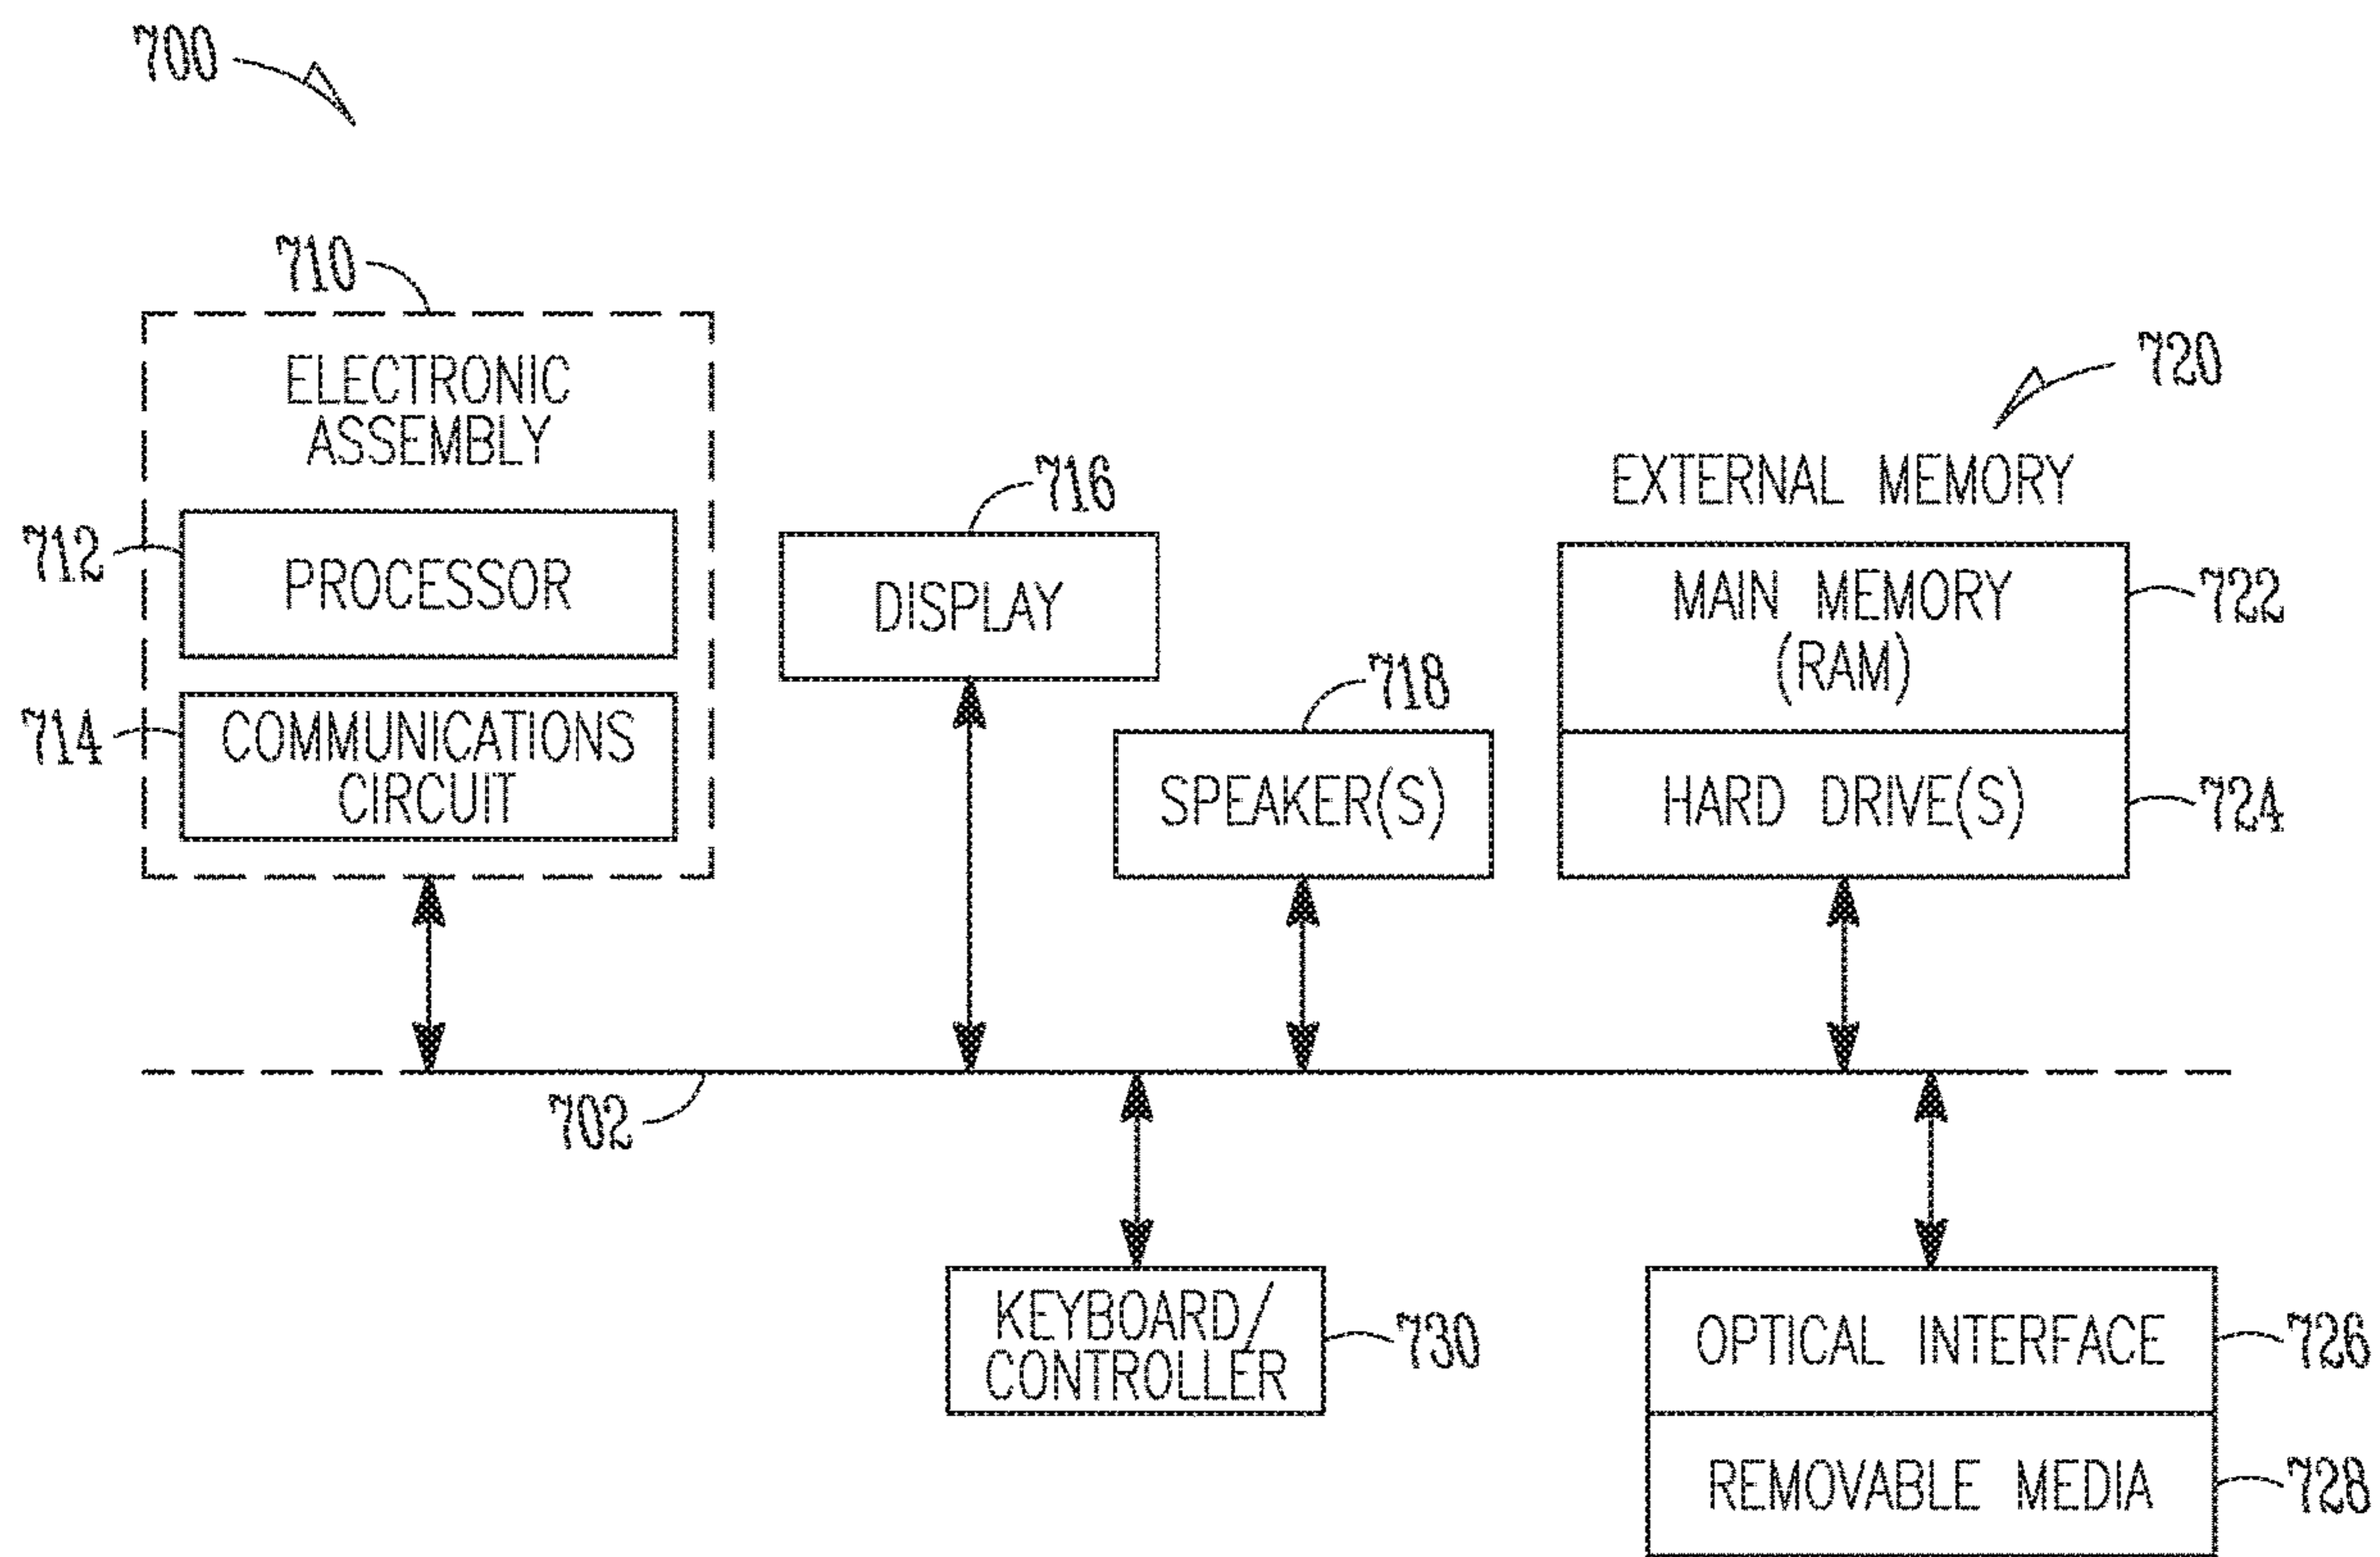 700
710
ELECTRONIC
ASSEMBLY
712
PROCESSOR
714
COMMUNICATIONS
CIRCUIT
716
DISPLAY
718
SPEAKER(S)
720
EXTERNAL MEMORY
MAIN MEMORY
(RAM)
722
HARD DRIVE(S)
724
702
KEYBOARD/
CONTROLLER
730
OPTICAL INTERFACE
726
REMOVABLE MEDIA
728